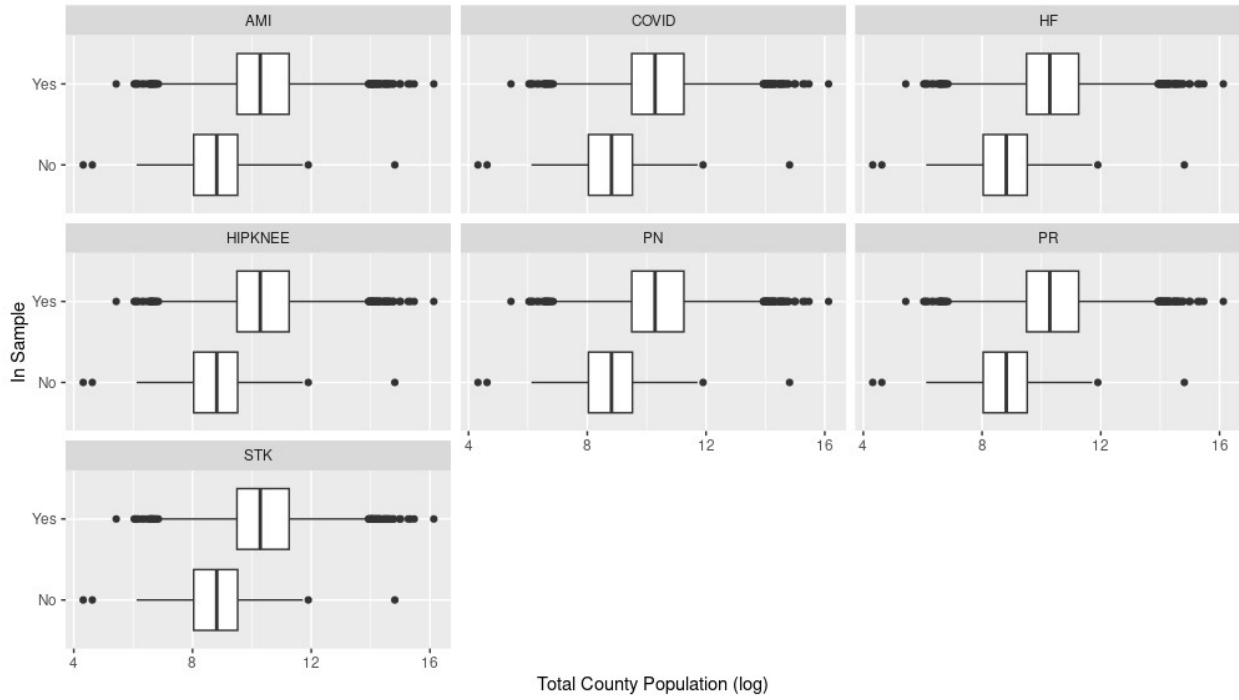 AMI
COVID
HF
Yes
No
HIPKNEE
PN
PR
In Sample
Yes
No
4 8 12 16
4 8 12 16
STK
Yes
No
4 8 12 16
Total County Population (log)